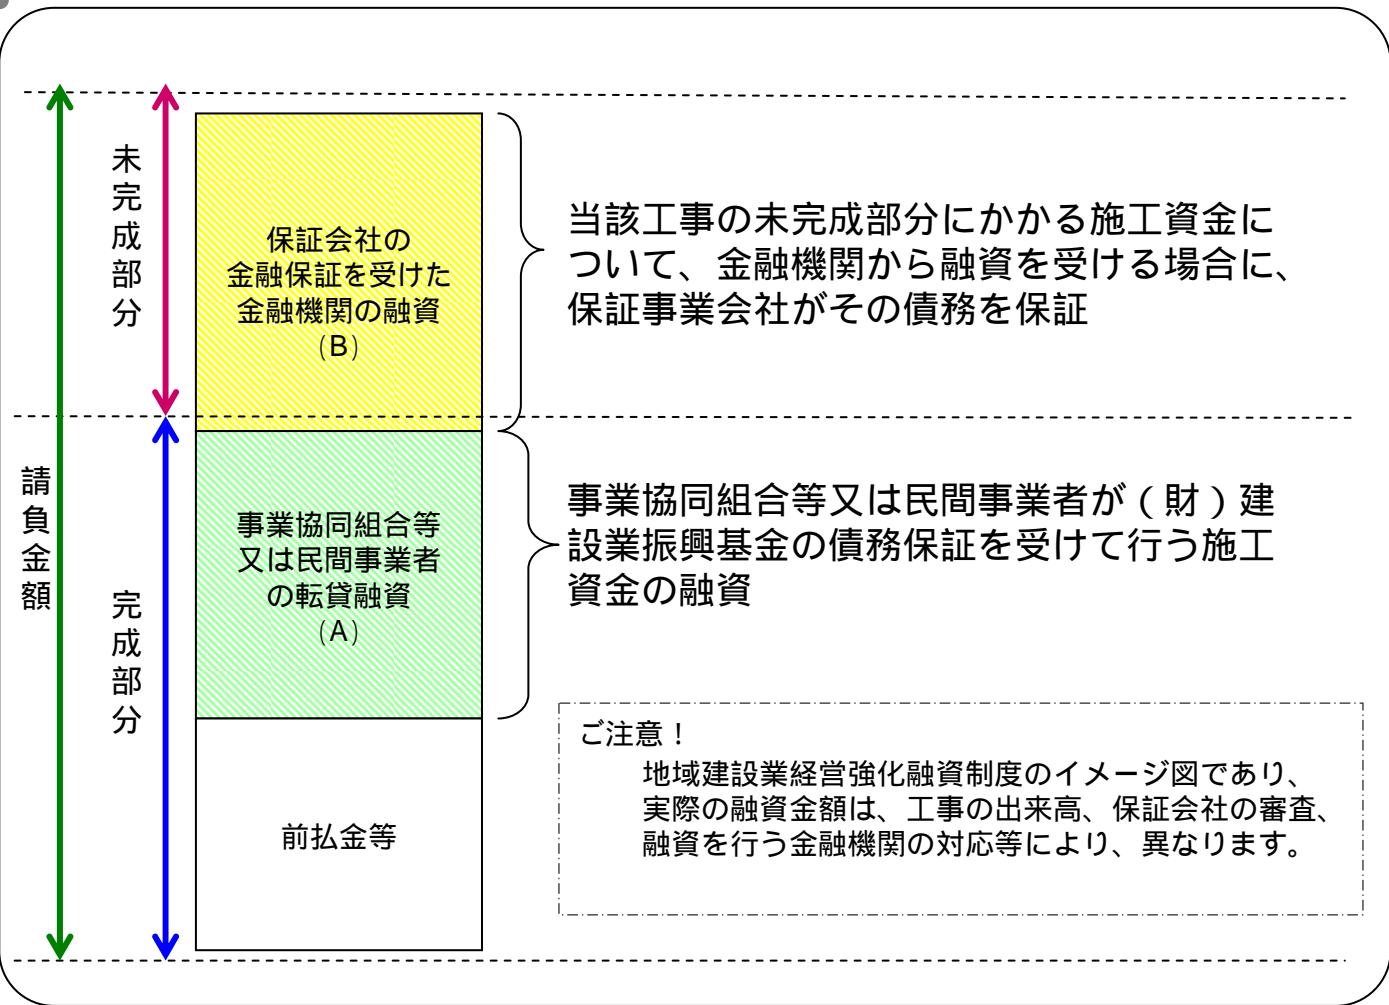 未完成部分
保証会社の
金融保証を受けた
金融機関の融資
(B)
当該工事の未完成部分にかかる施工資金に
ついて、金融機関から融資を受ける場合に、
保証事業会社がその債務を保証
請負金額
完成部分
事業協同組合等
又は民間事業者
の転貸融資
(A)
事業協同組合等又は民間事業者が(財)建
設業振興基金の債務保証を受けて行う施工
資金の融資
前払金等
ご注意！
地域建設業経営強化融資制度のイメージ図であり、
実際の融資金額は、工事の出来高、保証会社の審査、
融資を行う金融機関の対応等により、異なります。